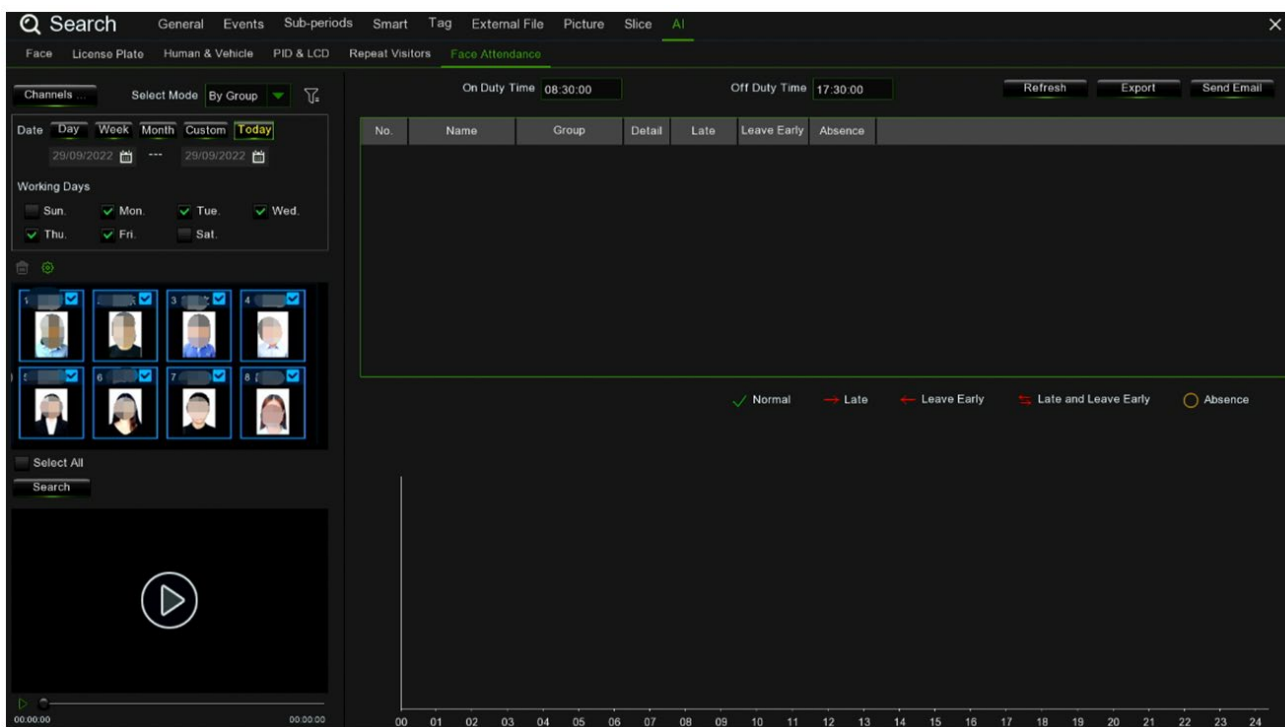 Search General Events Sub-periods Smart Tag External File Picture Slice AI
Face License Plate Human & Vehicle PID & LCD Repeat Visitors Face Attendance
Channels ... Select Mode By Group
On Duty Time 08:30:00 Off Duty Time 17:30:00 Refresh Export Send Email
Date Day Week Month Custom Today
29/09/2022 --- 29/09/2022
Working Days
Sun. Mon. Tue. Wed.
Thu. Fri. Sat.
No. Name Group Detail Late Leave Early Absence
1 3 4
5 6 7 8
Normal Late Leave Early Late and Leave Early Absence
Select All
Search
00:00:00 00:00:00
00 01 02 03 04 05 06 07 08 09 10 11 12 13 14 15 16 17 18 19 20 21 22 23 24